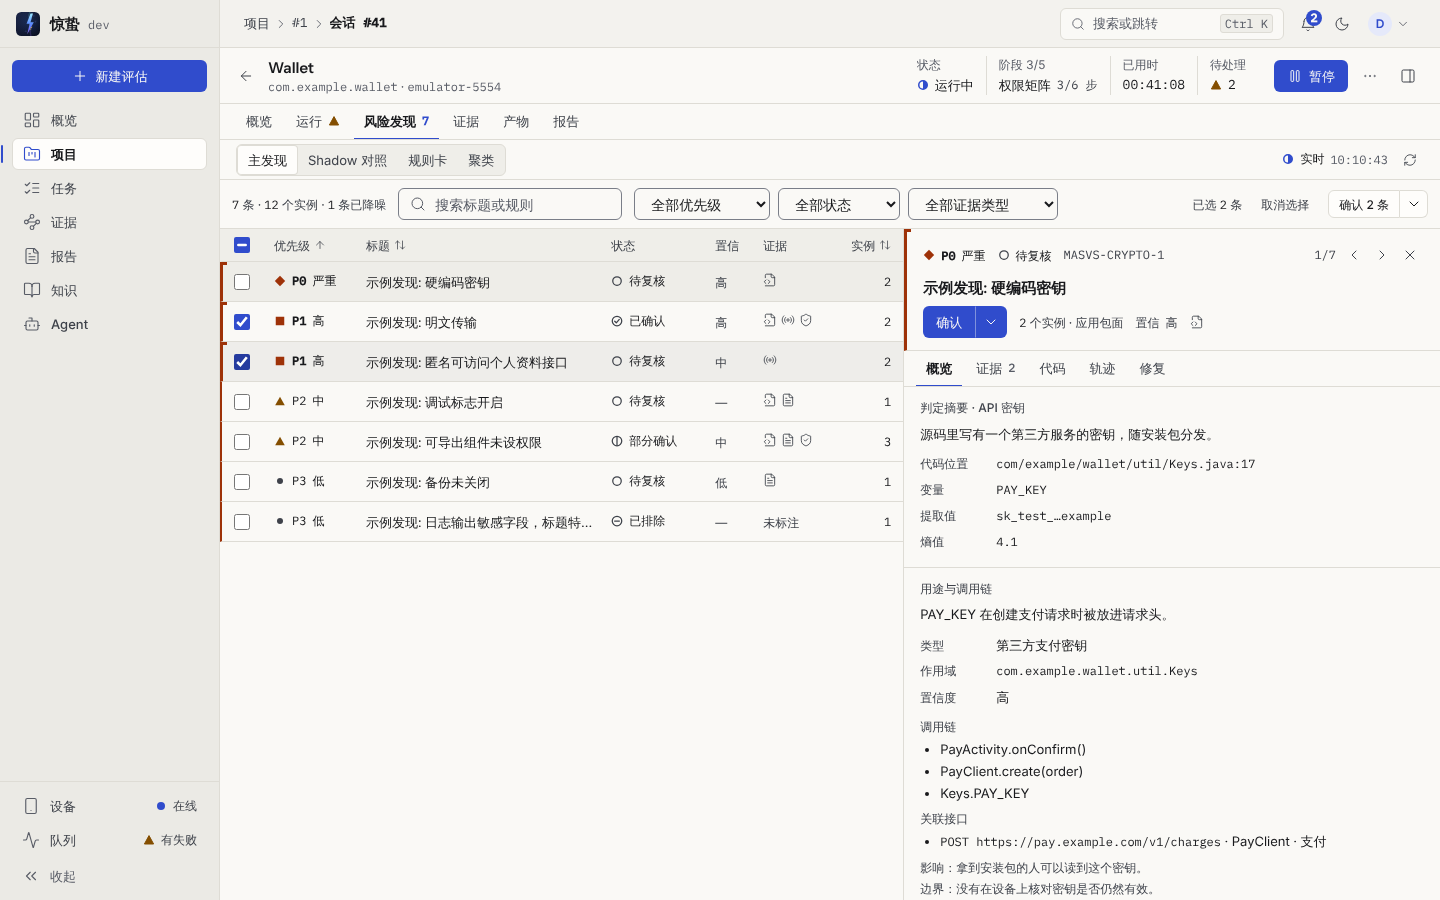 惊蛰 dev
新建评估
概览
项目
任务
证据
报告
知识
Agent
设备 在线
队列 有失败
收起
项目 #1 会话 #41
搜索或跳转 Ctrl K
2
D
Wallet
com.example.wallet · emulator-5554
状态
运行中
阶段 3/5
权限矩阵 3/6 步
已用时
00:41:08
待处理
2
暂停
概览 运行 风险发现 7 证据 产物 报告
主发现 Shadow 对照 规则卡 聚类
实时 10:10:43
7 条 · 12 个实例 · 1 条已降噪
搜索标题或规则
全部优先级 全部状态 全部证据类型
已选 2 条 取消选择 确认 2 条
优先级 标题 状态 置信 证据 实例
P0 严重 示例发现: 硬编码密钥 待复核 高 2
P1 高 示例发现: 明文传输 已确认 高 2
P1 高 示例发现: 匿名可访问个人资料接口 待复核 中 2
P2 中 示例发现: 调试标志开启 待复核 — 1
P2 中 示例发现: 可导出组件未设权限 部分确认 中 3
P3 低 示例发现: 备份未关闭 待复核 低 1
P3 低 示例发现: 日志输出敏感字段，标题特... 已排除 — 未标注 1
P0 严重 待复核 MASVS-CRYPTO-1 1/7
示例发现: 硬编码密钥
确认 2 个实例 · 应用包面 置信 高
概览 证据 2 代码 轨迹 修复
判定摘要 · API 密钥
源码里写有一个第三方服务的密钥，随安装包分发。
代码位置 com/example/wallet/util/Keys.java:17
变量 PAY_KEY
提取值 sk_test_…example
熵值 4.1
用途与调用链
PAY_KEY 在创建支付请求时被放进请求头。
类型 第三方支付密钥
作用域 com.example.wallet.util.Keys
置信度 高
调用链
• PayActivity.onConfirm()
• PayClient.create(order)
• Keys.PAY_KEY
关联接口
• POST https://pay.example.com/v1/charges · PayClient · 支付
影响：拿到安装包的人可以读到这个密钥。
边界：没有在设备上核对密钥是否仍然有效。